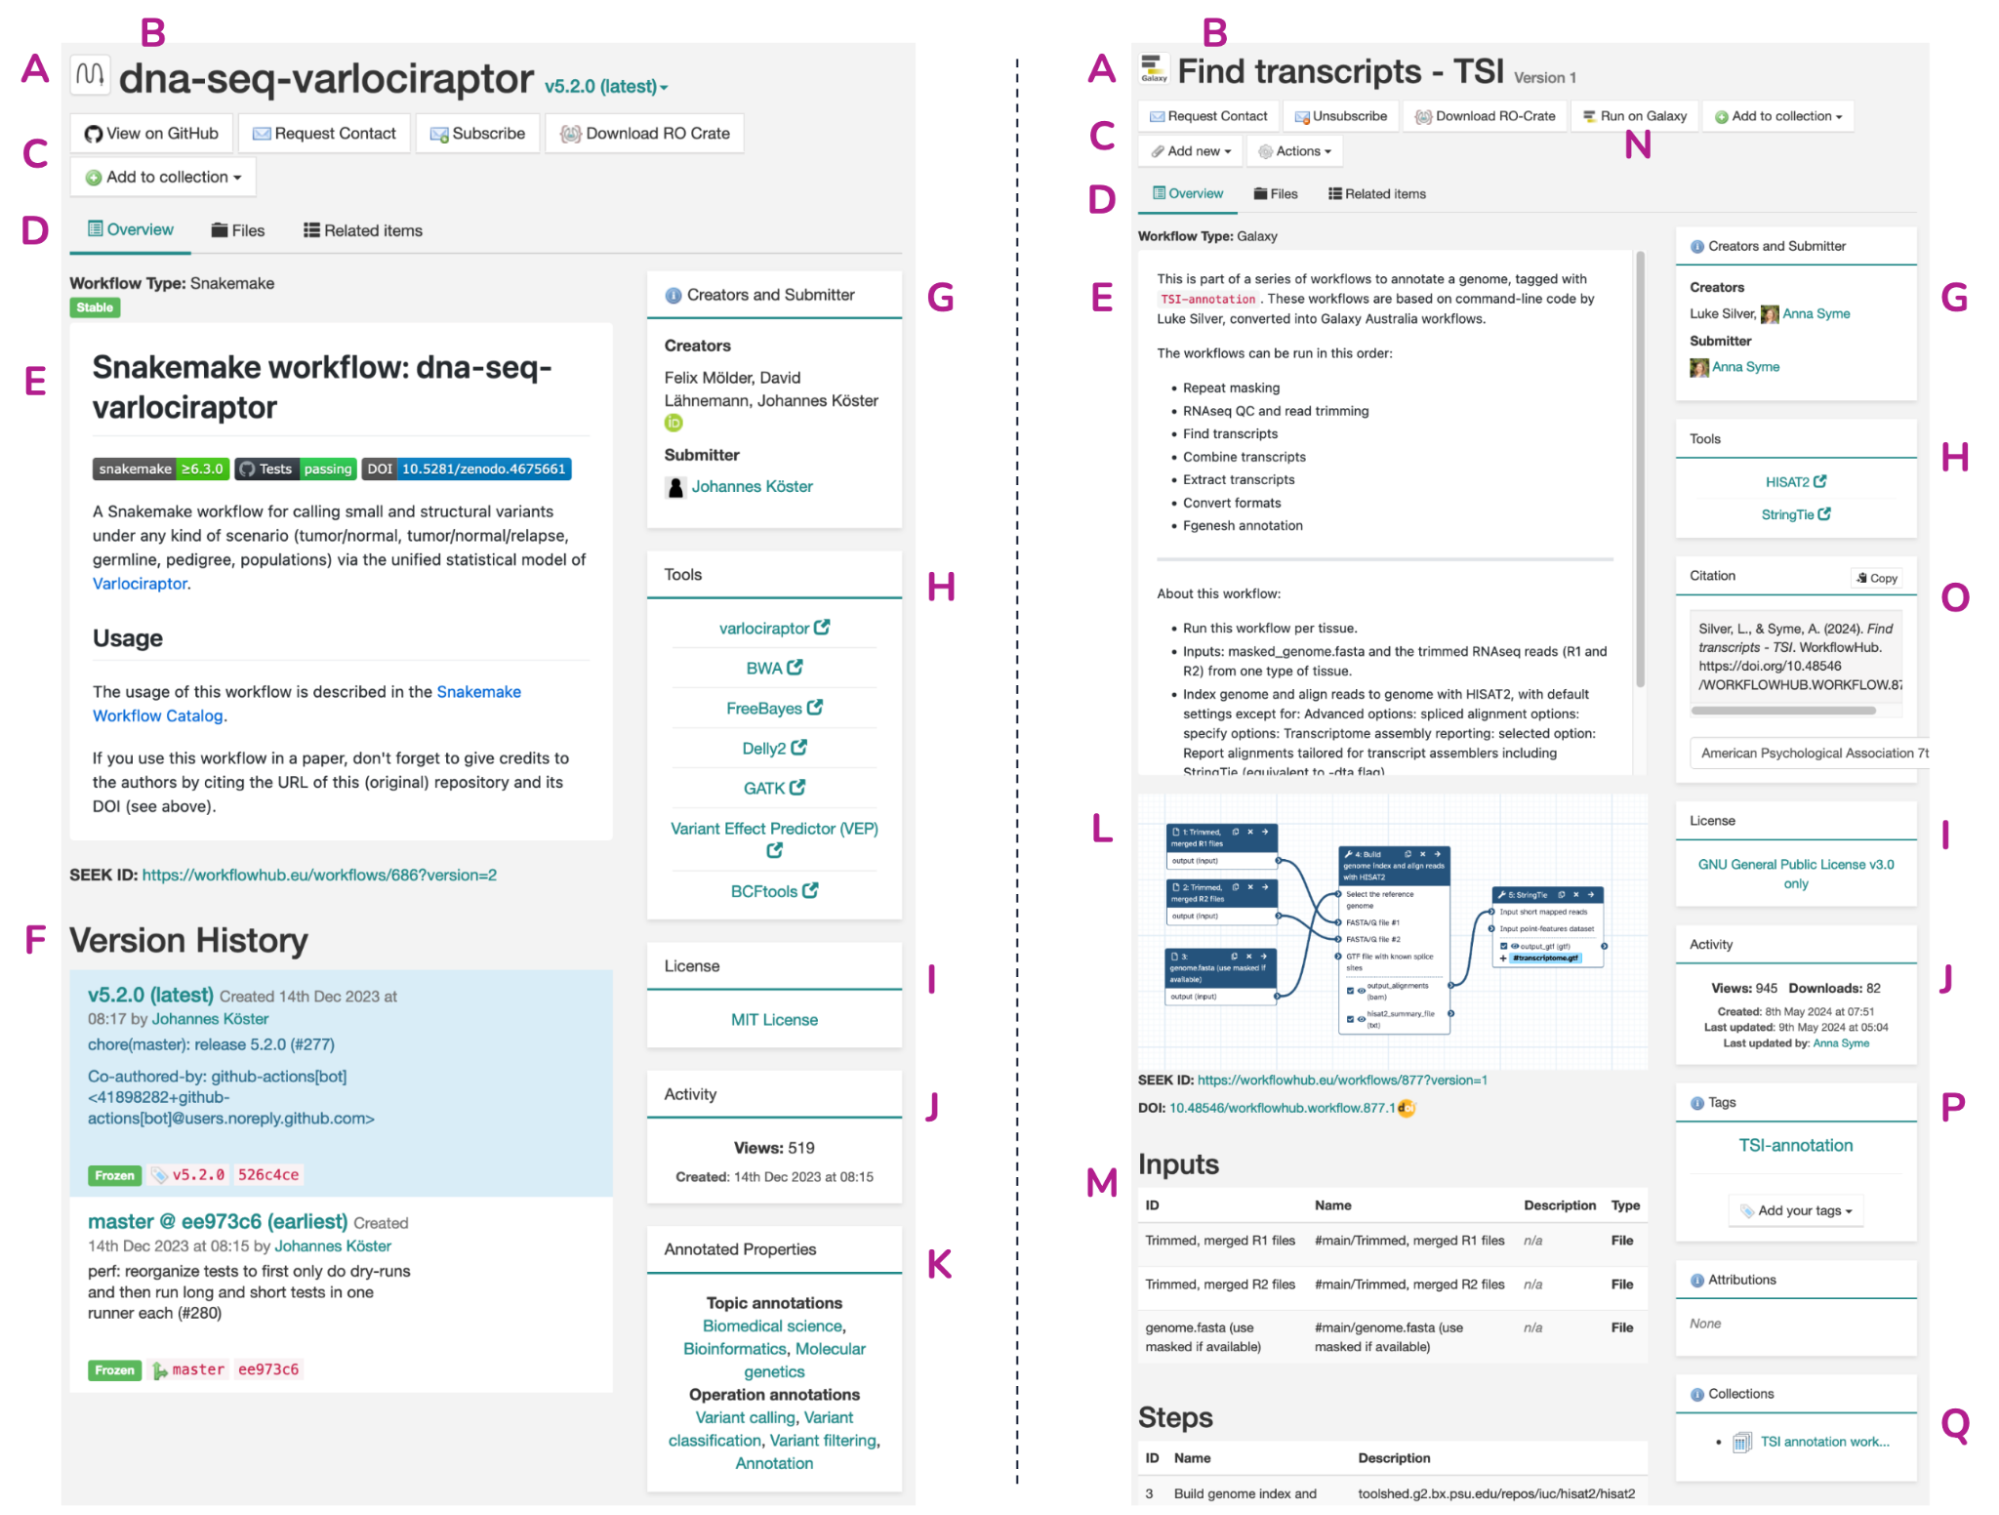 B
A
dna-seq-varlociraptor v5.2.0 (latest)
C
View on GitHub
Request Contact
Subscribe
Download RO Crate
Add to collection
D
Overview
Files
Related items
Workflow Type: Snakemake
Stable
E
Snakemake workflow: dna-seq-
varlociraptor
snakemake ≥6.3.0 Tests passing DOI 10.5281/zenodo.4675661
A Snakemake workflow for calling small and structural variants
under any kind of scenario (tumor/normal, tumor/normal/relapse,
germline, pedigree, populations) via the unified statistical model of
Varlociraptor.
Usage
The usage of this workflow is described in the Snakemake
Workflow Catalog.
If you use this workflow in a paper, don't forget to give credits to
the authors by citing the URL of this (original) repository and its
DOI (see above).
SEEK ID: https://workflowhub.eu/workflows/686?version=2
F
Version History
v5.2.0 (latest) Created 14th Dec 2023 at
08:17 by Johannes Köster
chore(master): release 5.2.0 (#277)
Co-authored-by: github-actions[bot]
<41898282+github-
actions[bot]@users.noreply.github.com>
Frozen v5.2.0 526c4ce
master @ ee973c6 (earliest) Created
14th Dec 2023 at 08:15 by Johannes Köster
perf: reorganize tests to first only do dry-runs
and then run long and short tests in one
runner each (#280)
Frozen master ee973c6
G
Creators and Submitter
Creators
Felix Mölder, David
Lähnemann, Johannes Köster
iD
Submitter
Johannes Köster
H
Tools
varlociraptor
BWA
FreeBayes
Delly2
GATK
Variant Effect Predictor (VEP)
BCFtools
I
License
MIT License
J
Activity
Views: 519
Created: 14th Dec 2023 at 08:15
K
Annotated Properties
Topic annotations
Biomedical science,
Bioinformatics, Molecular
genetics
Operation annotations
Variant calling, Variant
classification, Variant filtering,
Annotation
B
A
Galaxy
Find transcripts - TSI Version 1
C
Request Contact
Unsubscribe
Download RO-Crate
Run on Galaxy
Add to collection
N
Add new
Actions
D
Overview
Files
Related items
Workflow Type: Galaxy
E
This is part of a series of workflows to annotate a genome, tagged with
TSI-annotation . These workflows are based on command-line code by
Luke Silver, converted into Galaxy Australia workflows.
The workflows can be run in this order:
• Repeat masking
• RNAseq QC and read trimming
• Find transcripts
• Combine transcripts
• Extract transcripts
• Convert formats
• Fgenesh annotation
About this workflow:
• Run this workflow per tissue.
• Inputs: masked_genome.fasta and the trimmed RNAseq reads (R1 and
R2) from one type of tissue.
• Index genome and align reads to genome with HISAT2, with default
settings except for: Advanced options: spliced alignment options:
specify options: Transcriptome assembly reporting: selected option:
Report alignments tailored for transcript assemblers including
StringTie (equivalent to -dta flag)
L
1: Trimmed,
merged R1 files
output (input)
2: Trimmed,
merged R2 files
output (input)
3:
genome.fasta (use masked if
available)
output (input)
4: Build
genome index and align reads
with HISAT2
Select the reference
genome
FASTA/Q file #1
FASTA/Q file #2
GTF file with known splice
sites
output_alignments
(bam)
hisat2_summary_file
(txt)
5: StringTie
Input short mapped reads
Input point-features dataset
output_gtf (gtf)
#transcriptome.gtf
SEEK ID: https://workflowhub.eu/workflows/877?version=1
DOI: 10.48546/workflowhub.workflow.877.1
M
Inputs
ID Name Description Type
Trimmed, merged R1 files #main/Trimmed, merged R1 files n/a File
Trimmed, merged R2 files #main/Trimmed, merged R2 files n/a File
genome.fasta (use #main/genome.fasta (use n/a File
masked if available) masked if available)
Steps
ID Name Description
3 Build genome index and toolshed.g2.bx.psu.edu/repos/iuc/hisat2/hisat2
G
Creators and Submitter
Creators
Luke Silver, Anna Syme
Submitter
Anna Syme
H
Tools
HISAT2
StringTie
O
Citation
Copy
Silver, L., & Syme, A. (2024). Find
transcripts - TSI. WorkflowHub.
https://doi.org/10.48546
/WORKFLOWHUB.WORKFLOW.87
American Psychological Association 7t
I
License
GNU General Public License v3.0
only
J
Activity
Views: 945 Downloads: 82
Created: 8th May 2024 at 07:51
Last updated: 9th May 2024 at 05:04
Last updated by: Anna Syme
P
Tags
TSI-annotation
Add your tags
Attributions
None
Q
Collections
• TSI annotation work...